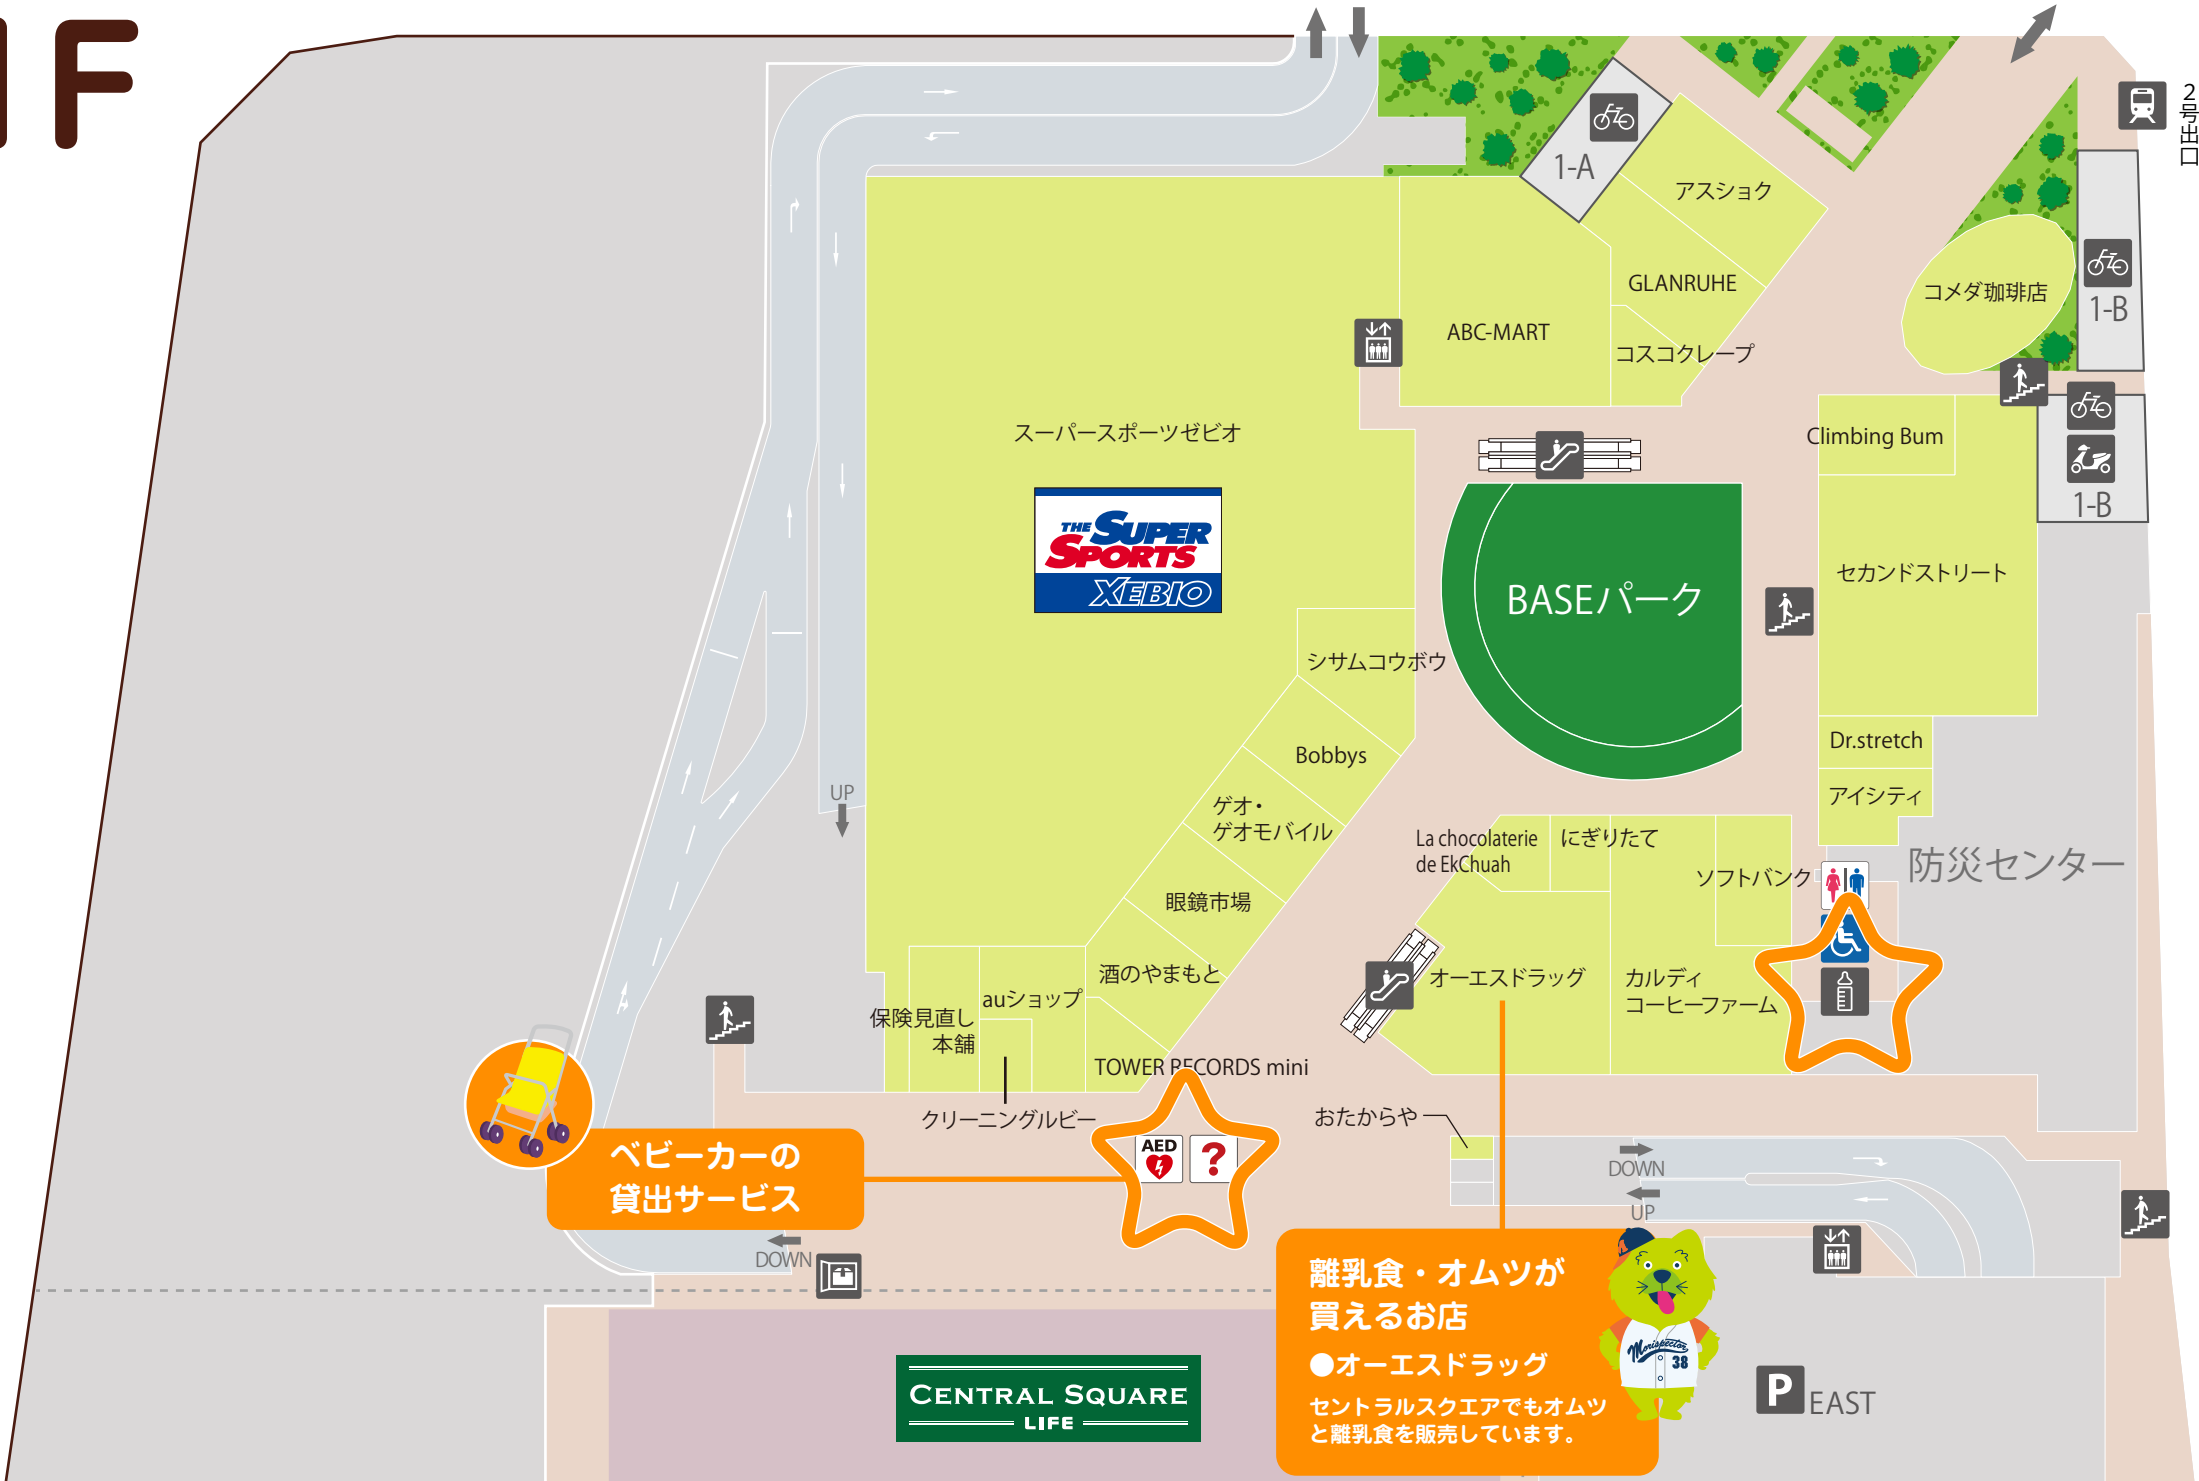 1F
2号出口
1-A
アスショク
GLANRUHE
コメダ珈琲店
1-B
ABC-MART
コスコクレープ
スーパースポーツゼビオ
Climbing Bum
1-B
THE SUPER
SPORTS
XEBIO
BASEパーク
セカンドストリート
シサムコウボウ
Bobbys
Dr.stretch
アイシティ
UP
ゲオ・
ゲオモバイル
La chocolaterie
de EkChuah
にぎりたて
ソフトバンク
防災センター
眼鏡市場
酒のやまもと
オーエスドラッグ
カルディ
コーヒーファーム
auショップ
保険見直し
本舗
TOWER RECORDS mini
クリーニングルビー
おたからや
ベビーカーの
貸出サービス
AED
?
DOWN
UP
DOWN
離乳食・オムツが
買えるお店
●オーエスドラッグ
セントラルスクエアでもオムツ
と離乳食を販売しています。
Morispector
38
CENTRAL SQUARE
LIFE
P EAST